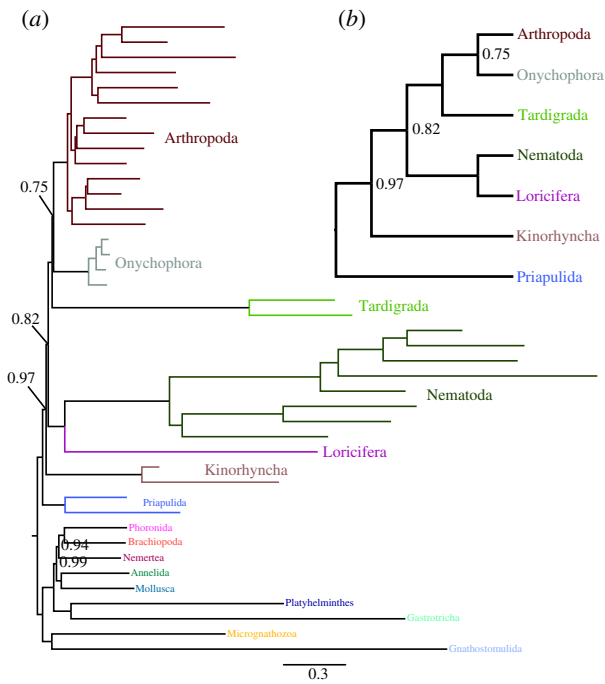 (a)
Arthropoda
0.75
Onychophora
Tardigrada
0.82
0.97
Nematoda
Loricifera
Kinorhyncha
Priapulida
Phoronida
0.94
Brachiopoda
0.99
Nemertea
Annelida
Mollusca
Platyhelminthes
Gastrotricha
Micrognathozoa
Gnathostomulida
0.3
(b)
Arthropoda
0.75
Onychophora
Tardigrada
0.82
Nematoda
0.97
Loricifera
Kinorhyncha
Priapulida